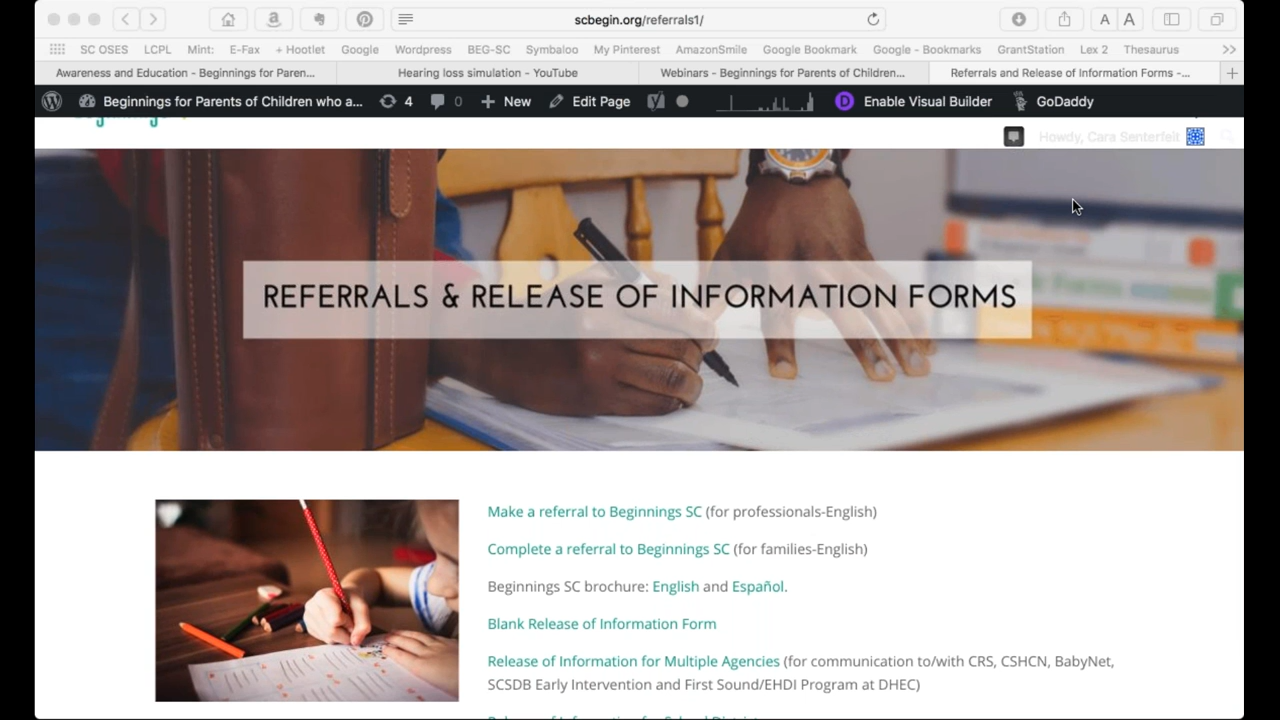 scbegin.org/referrals1/
A A
SC OSES LCPL Mint: E-Fax + Hootlet Google Wordpress BEG-SC Symbaloo My Pinterest AmazonSmile Google Bookmark Google - Bookmarks GrantStation Lex 2 Thesaurus
Awareness and Education - Beginnings for Paren... Hearing loss simulation - YouTube Webinars - Beginnings for Parents of Children... Referrals and Release of Information Forms -...
Beginnings for Parents of Children who a... 4 0 New Edit Page D Enable Visual Builder GoDaddy
Howdy, Cara Senterfeit
REFERRALS & RELEASE OF INFORMATION FORMS
Make a referral to Beginnings SC (for professionals-English)
Complete a referral to Beginnings SC (for families-English)
Beginnings SC brochure: English and Español.
Blank Release of Information Form
Release of Information for Multiple Agencies (for communication to/with CRS, CSHCN, BabyNet,
SCSDB Early Intervention and First Sound/EHDI Program at DHEC)